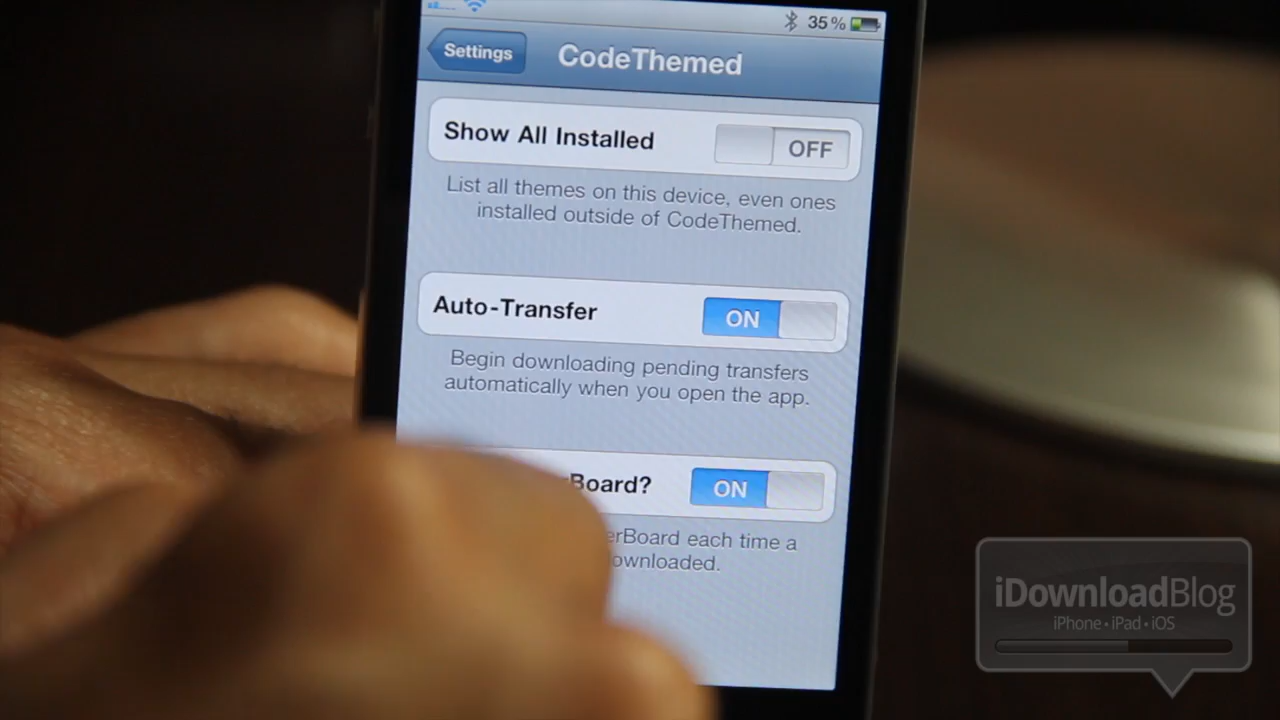 35%
Settings
CodeThemed
Show All Installed
OFF
List all themes on this device, even ones
installed outside of CodeThemed.
Auto-Transfer
ON
Begin downloading pending transfers
automatically when you open the app.
Board?
ON
erBoard each time a
ownloaded.
iDownloadBlog
iPhone • iPad • iOS